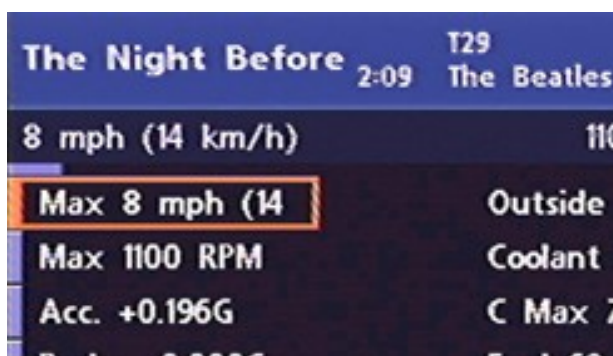 The Night Before 2:09
T29
The Beatles
8 mph (14 km/h)
Max 8 mph (14
Outside
Max 1100 RPM
Coolant
Acc. +0.196G
C Max